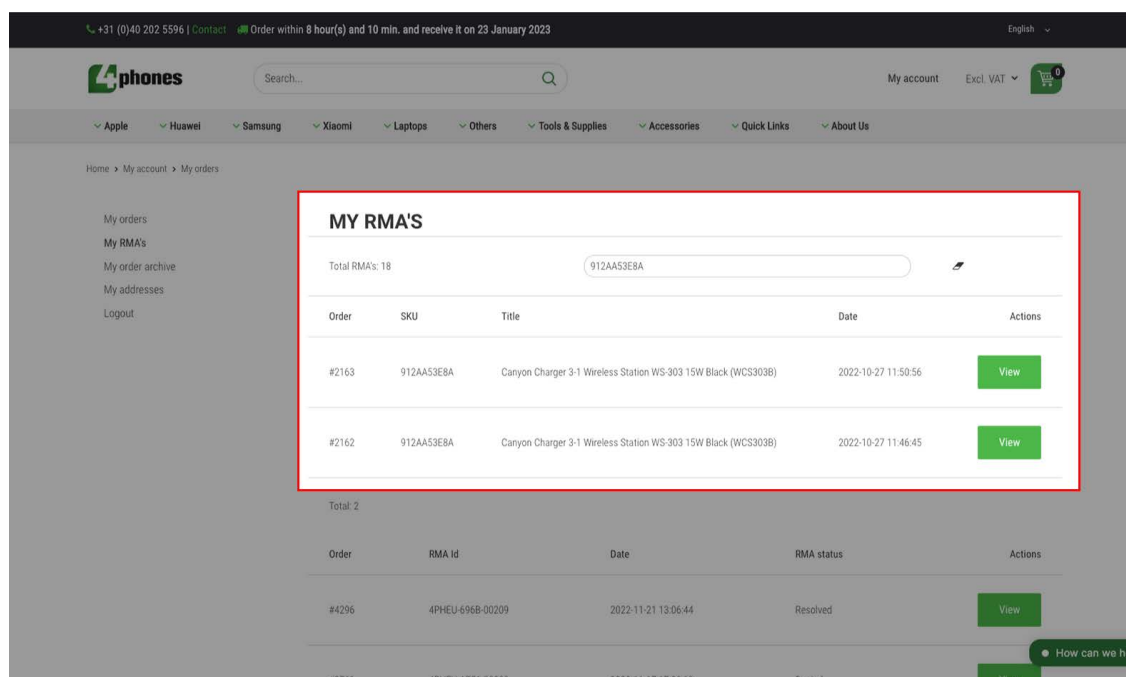 +31 (0)40 202 5596 | Contact Order within 8 hour(s) and 10 min. and receive it on 23 January 2023 English
4phones Search... My account Excl. VAT 0
Apple Huawei Samsung Xiaomi Laptops Others Tools & Supplies Accessories Quick Links About Us
Home > My account > My orders
My orders
My RMA's
My order archive
My addresses
Logout
MY RMA'S
Total RMA's: 18 912AA53E8A
Order SKU Title Date Actions
#2163 912AA53E8A Canyon Charger 3-1 Wireless Station WS-303 15W Black (WCS303B) 2022-10-27 11:50:56 View
#2162 912AA53E8A Canyon Charger 3-1 Wireless Station WS-303 15W Black (WCS303B) 2022-10-27 11:46:45 View
Total: 2
Order RMA Id Date RMA status Actions
#4296 4PHEU-696B-00209 2022-11-21 13:06:44 Resolved View
How can we h